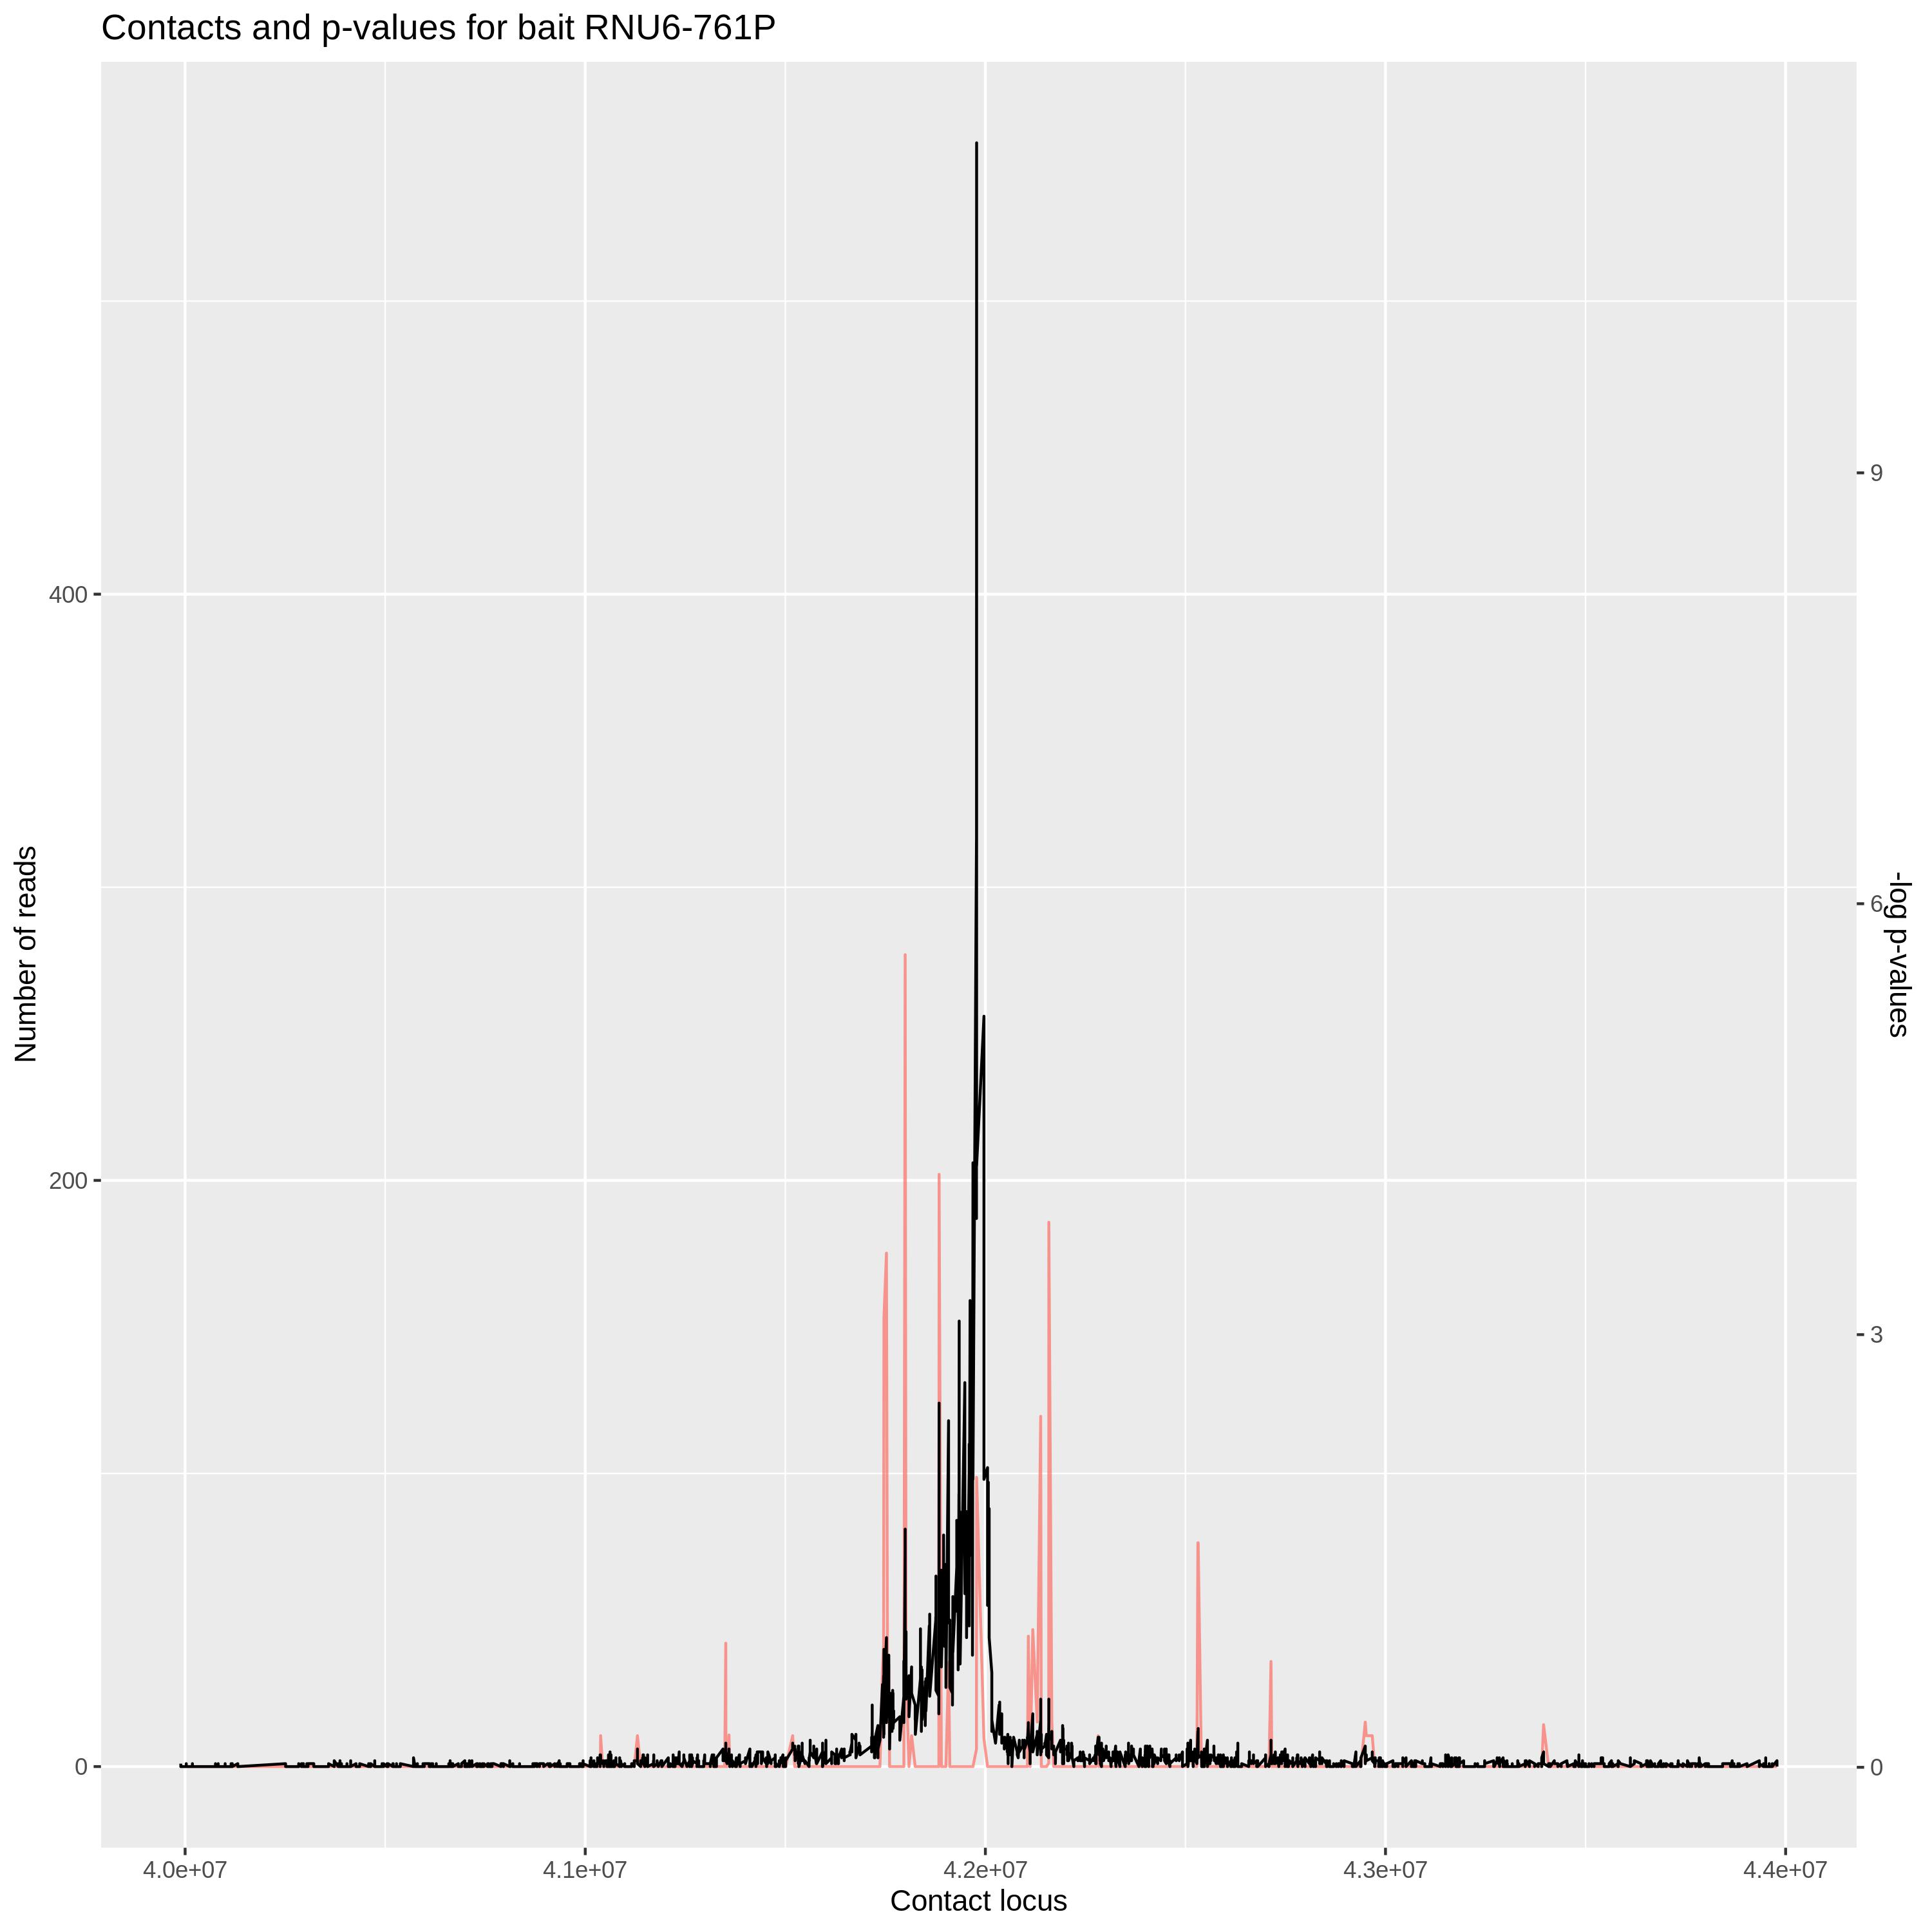 Contacts and p-values for bait RNU6-761P
Number of reads
400
200
0
9
6
3
0
-log p-values
4.0e+07 4.1e+07 4.2e+07 4.3e+07 4.4e+07
Contact locus